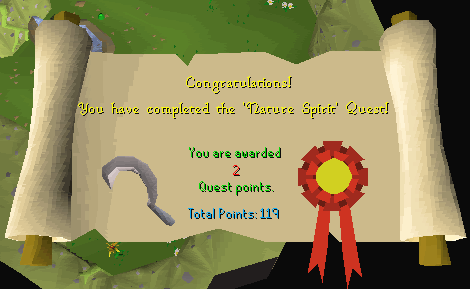 Congratulations!
You have completed the 'Nature Spirit' Quest!
You are awarded
2
Quest points.
Total Points: 119